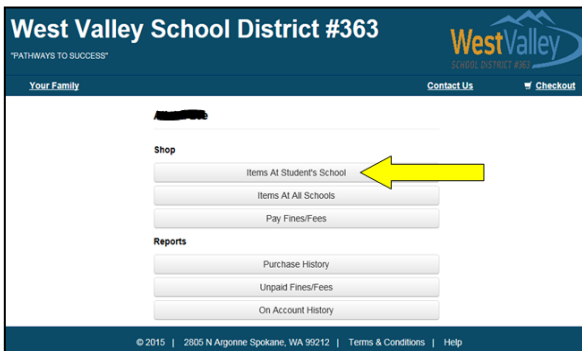 West Valley School District #363
"PATHWAYS TO SUCCESS"
WestValley
SCHOOL DISTRICT #363
Your Family
Contact Us
Checkout
Shop
Items At Student's School
Items At All Schools
Pay Fines/Fees
Reports
Purchase History
Unpaid Fines/Fees
On Account History
© 2015 | 2805 N Argonne Spokane, WA 99212 | Terms & Conditions | Help